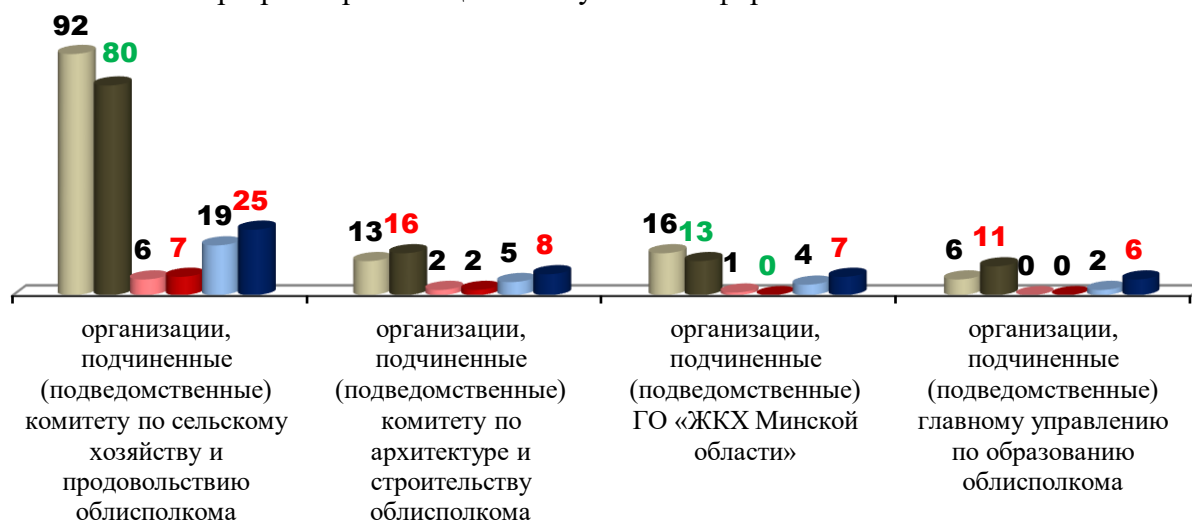 92
80
6
7
19
25
13
16
2
2
5
8
16
13
1
0
4
7
6
11
0
0
2
6
организации,
подчиненные
(подведомственные)
комитету по сельскому
хозяйству и
продовольствию
облисполкома
организации,
подчиненные
(подведомственные)
комитету по
архитектуре и
строительству
облисполкома
организации,
подчиненные
(подведомственные)
ГО «ЖКХ Минской
области»
организации,
подчиненные
(подведомственные)
главному управлению
по образованию
облисполкома